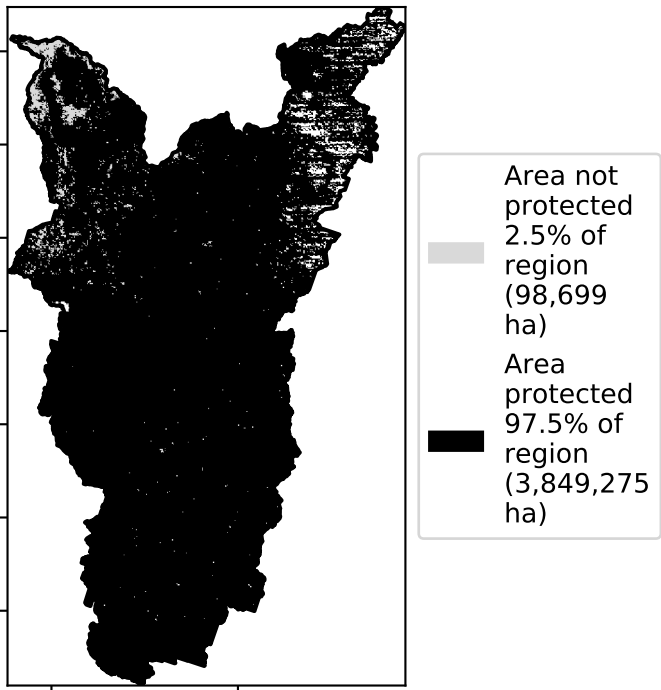 Area not
protected
2.5% of
region
(98,699
ha)
Area
protected
97.5% of
region
(3,849,275
ha)